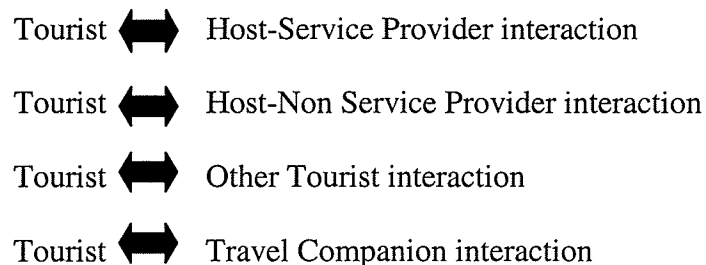 Tourist Host-Service Provider interaction
Tourist Host-Non Service Provider interaction
Tourist Other Tourist interaction
Tourist Travel Companion interaction